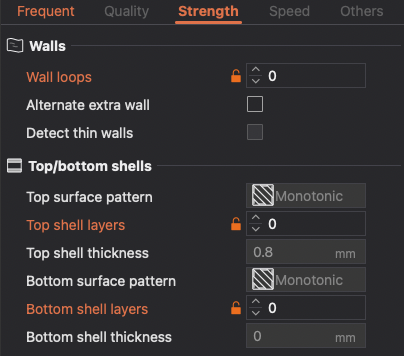 Frequent Quality Strength Speed Others
Walls
Wall loops 0
Alternate extra wall
Detect thin walls
Top/bottom shells
Top surface pattern Monotonic
Top shell layers 0
Top shell thickness 0.8 mm
Bottom surface pattern Monotonic
Bottom shell layers 0
Bottom shell thickness 0 mm